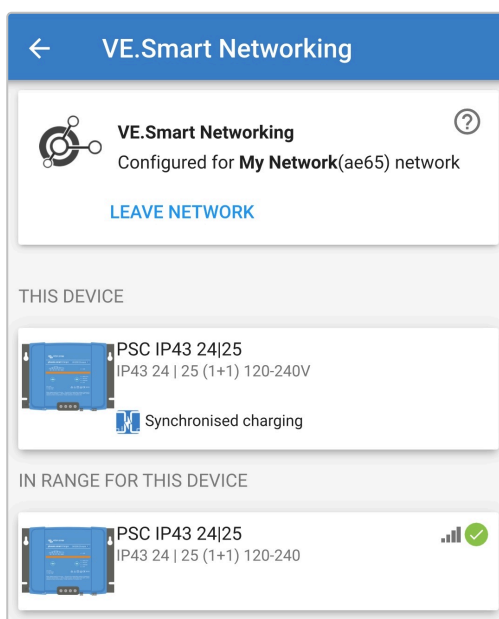 VE.Smart Networking
VE.Smart Networking
Configured for My Network(ae65) network
LEAVE NETWORK
THIS DEVICE
PSC IP43 24|25
IP43 24 | 25 (1+1) 120-240V
Synchronised charging
IN RANGE FOR THIS DEVICE
PSC IP43 24|25
IP43 24 | 25 (1+1) 120-240